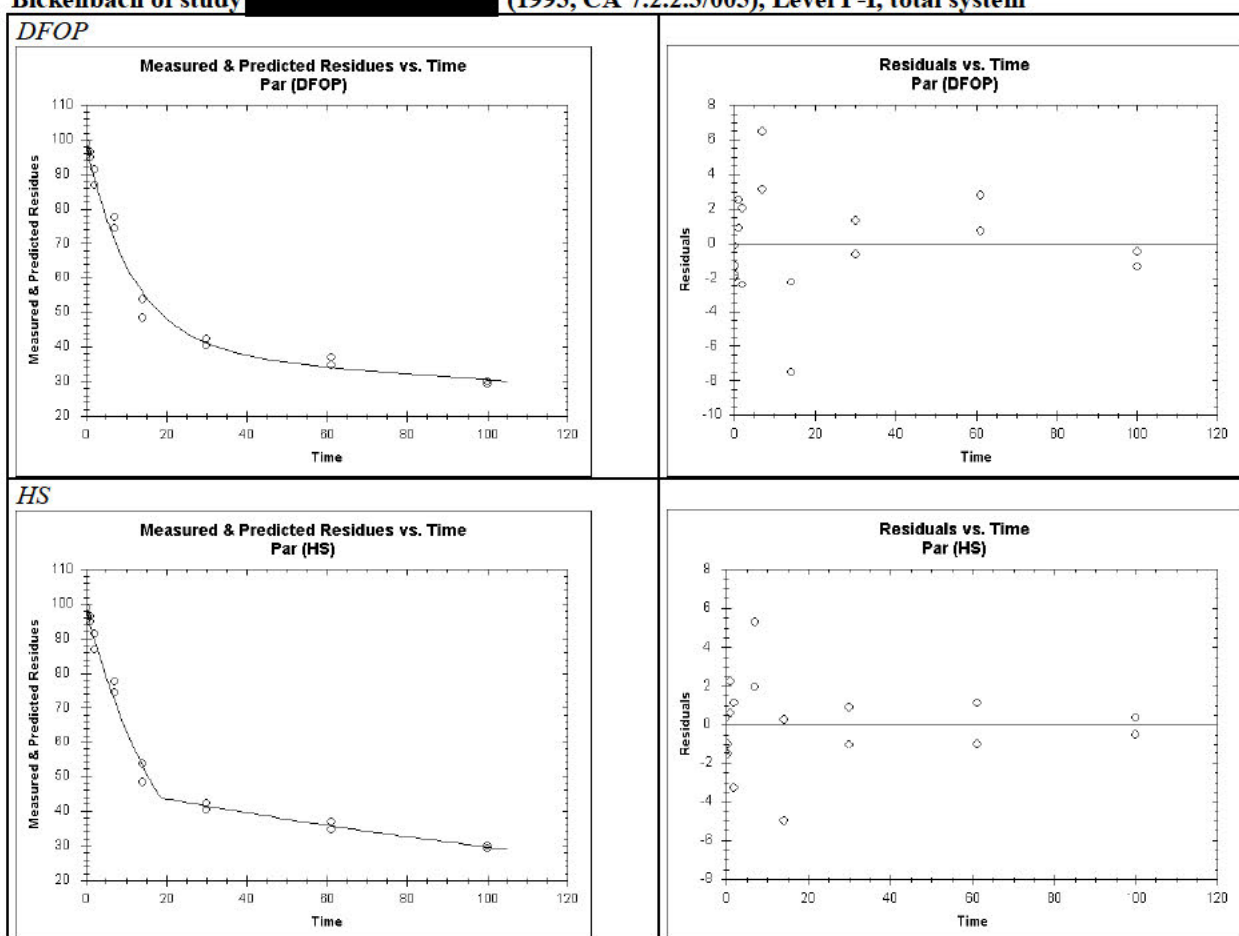 Bickenbach of study (1995, CA 7.2.2.3/003), Level P-I, total system
DFOP
Measured & Predicted Residues vs. Time
Par (DFOP)
Measured & Predicted Residues
110
100
90
80
70
60
50
40
30
20
0 20 40 60 80 100 120
Time
Residuals vs. Time
Par (DFOP)
Residuals
8
6
4
2
0
-2
-4
-6
-8
-10
0 20 40 60 80 100 120
Time
HS
Measured & Predicted Residues vs. Time
Par (HS)
Measured & Predicted Residues
110
100
90
80
70
60
50
40
30
20
0 20 40 60 80 100 120
Time
Residuals vs. Time
Par (HS)
Residuals
8
6
4
2
0
-2
-4
-6
-8
0 20 40 60 80 100 120
Time